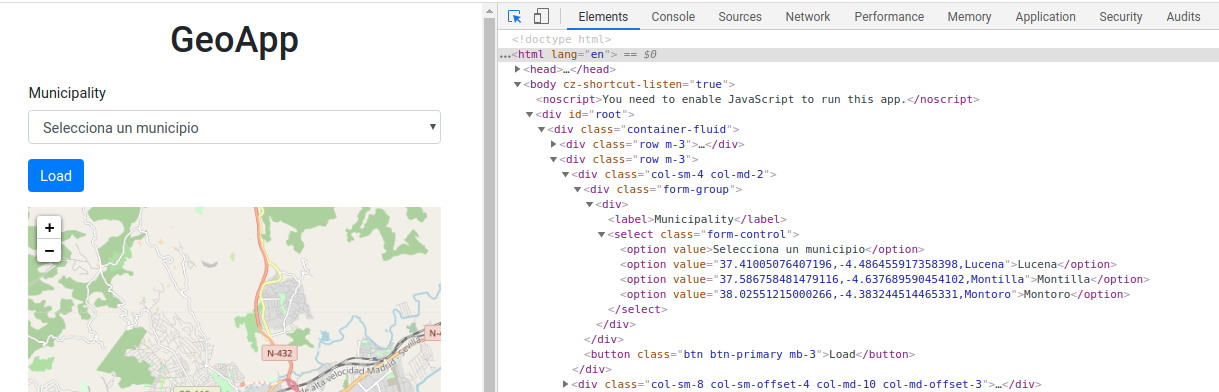 GeoApp
Municipality
Selecciona un municipio
Load
+
−
N-432
N-4
alta velocidad Madrid - Sevilla
Elements Console Sources Network Performance Memory Application Security Audits
<!doctype html>
…<html lang="en"> == $0
<head>…</head>
<body cz-shortcut-listen="true">
<noscript>You need to enable JavaScript to run this app.</noscript>
<div id="root">
<div class="container-fluid">
<div class="row m-3">…</div>
<div class="row m-3">
<div class="col-sm-4 col-md-2">
<div class="form-group">
<div>
<label>Municipality</label>
<select class="form-control">
<option value>Selecciona un municipio</option>
<option value="37.41005076407196,-4.486455917358398,Lucena">Lucena</option>
<option value="37.586758481479116,-4.637689590454102,Montilla">Montilla</option>
<option value="38.02551215000266,-4.383244514465331,Montoro">Montoro</option>
</select>
</div>
</div>
<button class="btn btn-primary mb-3">Load</button>
</div>
<div class="col-sm-8 col-sm-offset-4 col-md-10 col-md-offset-3">…</div>